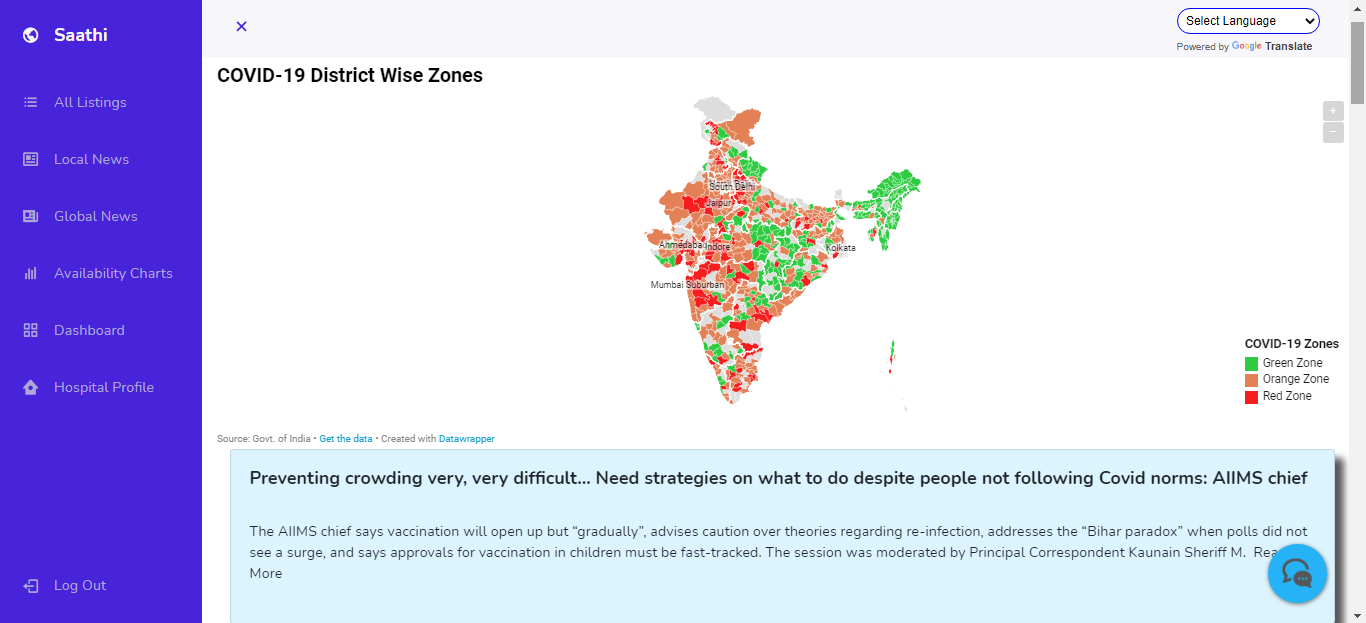 Saathi
All Listings
Local News
Global News
Availability Charts
Dashboard
Hospital Profile
Log Out
Select Language
Powered by Google Translate
COVID-19 District Wise Zones
South Delhi
Jaipur
Indore
Kolkata
Mumbai Suburban
+
−
COVID-19 Zones
Green Zone
Orange Zone
Red Zone
Source: Govt. of India • Get the data • Created with Datawrapper
Preventing crowding very, very difficult… Need strategies on what to do despite people not following Covid norms: AIIMS chief
The AIIMS chief says vaccination will open up but “gradually”, advises caution over theories regarding re-infection, addresses the “Bihar paradox” when polls did not
see a surge, and says approvals for vaccination in children must be fast-tracked. The session was moderated by Principal Correspondent Kaunain Sheriff M.
More